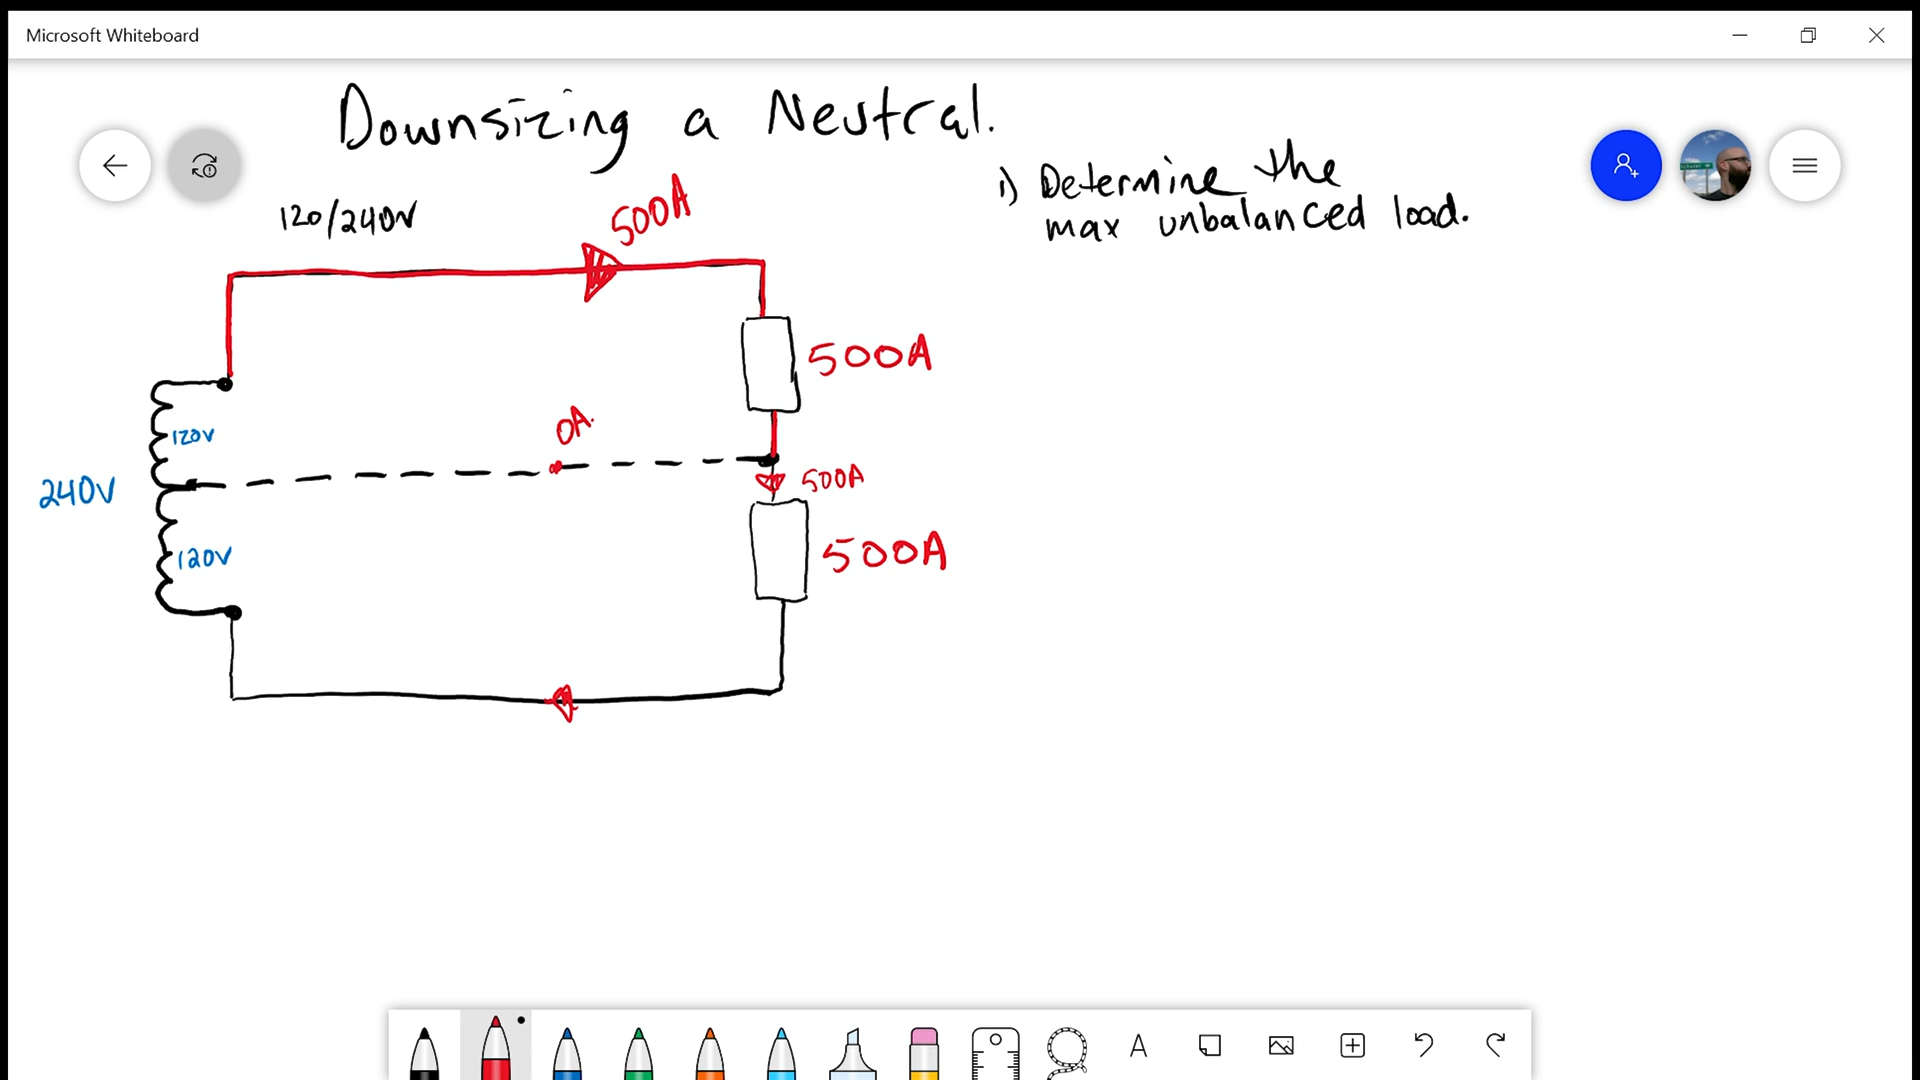 Microsoft Whiteboard
Downsizing a Neutral.
1) Determine the
max unbalanced load.
120/240V
500A
500A
0A.
120V
240V
500A
120V
500A
A